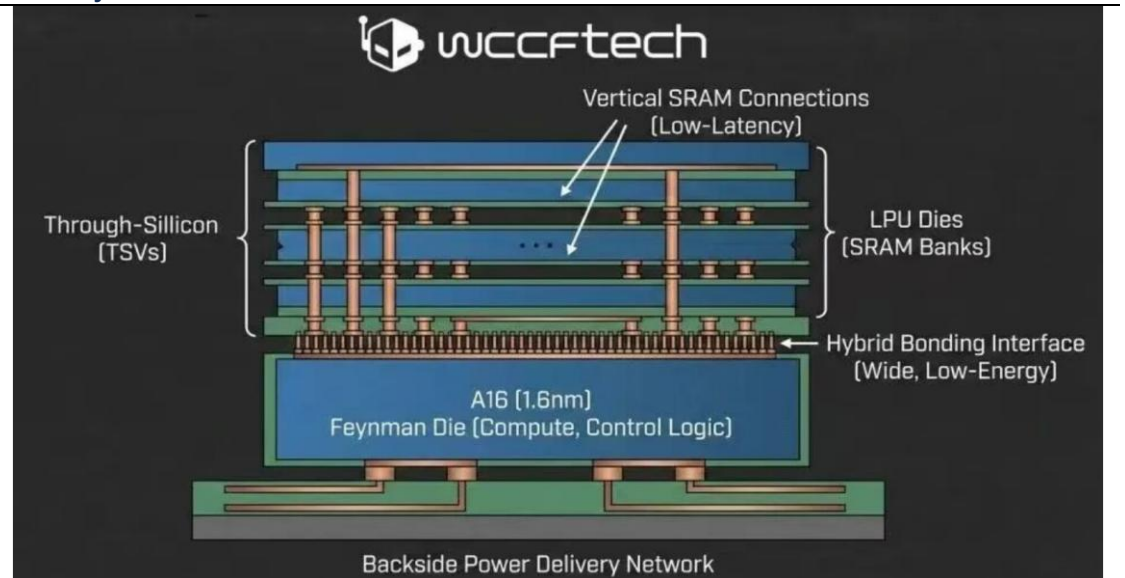 wccFtech
Vertical SRAM Connections
(Low-Latency)
Through-Sillicon
(TSVs)
LPU Dies
(SRAM Banks)
Hybrid Bonding Interface
(Wide, Low-Energy)
A16 (1.6nm)
Feynman Die (Compute, Control Logic)
Backside Power Delivery Network